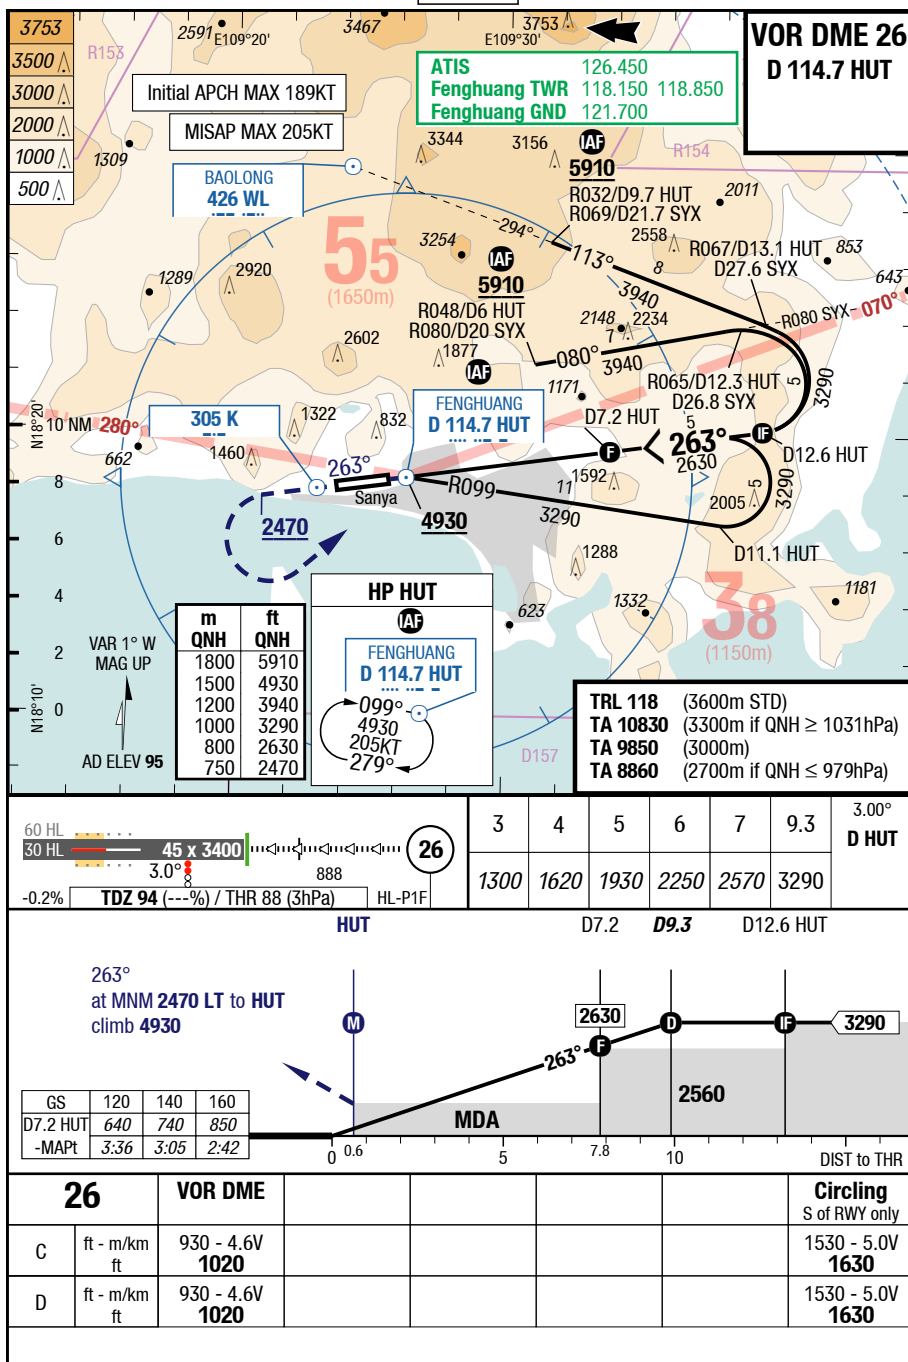 VOR DME 26
D 114.7 HUT
3753
3500
3000
2000
1000
500
R153
2591
E109°20'
3467
3753
E109°30'
Initial APCH MAX 189KT
MISAP MAX 205KT
ATIS 126.450
Fenghuang TWR 118.150 118.850
Fenghuang GND 121.700
1309
3344
3156
IAF
5910
R154
R032/D9.7 HUT
R069/D21.7 SYX
2011
BAOLONG
426 WL
294°
113°
3940
8
2558
R067/D13.1 HUT
D27.6 SYX
853
643
55
(1650m)
3254
IAF
5910
R048/D6 HUT
R080/D20 SYX
1289
2920
R080 SYX
070°
2148
2234
7
2602
1877
IAF
080°
3940
1171
R065/D12.3 HUT
D26.8 SYX
5
3290
N18°20'
10 NM
280°
305 K
1322
832
FENGHUANG
D 114.7 HUT
D7.2 HUT
F
5
263°
2630
IF
D12.6 HUT
662
1460
263°
Sanya
R099
11
3290
1592
2005
5
3290
8
2470
4930
D11.1 HUT
6
1288
4
2
0
N18°10'
VAR 1° W
MAG UP
AD ELEV 95
m ft
QNH QNH
1800 5910
1500 4930
1200 3940
1000 3290
800 2630
750 2470
HP HUT
IAF
FENGHUANG
D 114.7 HUT
099°
4930
205KT
279°
623
1332
38
(1150m)
1181
D157
TRL 118 (3600m STD)
TA 10830 (3300m if QNH ≥ 1031hPa)
TA 9850 (3000m)
TA 8860 (2700m if QNH ≤ 979hPa)
60 HL
30 HL
45 x 3400
26
3.0°
888
-0.2%
TDZ 94 (---%) / THR 88 (3hPa)
HL-P1F
3 4 5 6 7 9.3 3.00°
D HUT
1300 1620 1930 2250 2570 3290
HUT D7.2 D9.3 D12.6 HUT
263°
at MNM 2470 LT to HUT
climb 4930
M
2630
F
D
IF
3290
263°
2560
MDA
GS 120 140 160
D7.2 HUT 640 740 850
-MAPt 3:36 3:05 2:42
0 0.6 5 7.8 10 DIST to THR
26 VOR DME Circling
S of RWY only
C ft - m/km 930 - 4.6V 1530 - 5.0V
ft 1020 1630
D ft - m/km 930 - 4.6V 1530 - 5.0V
ft 1020 1630